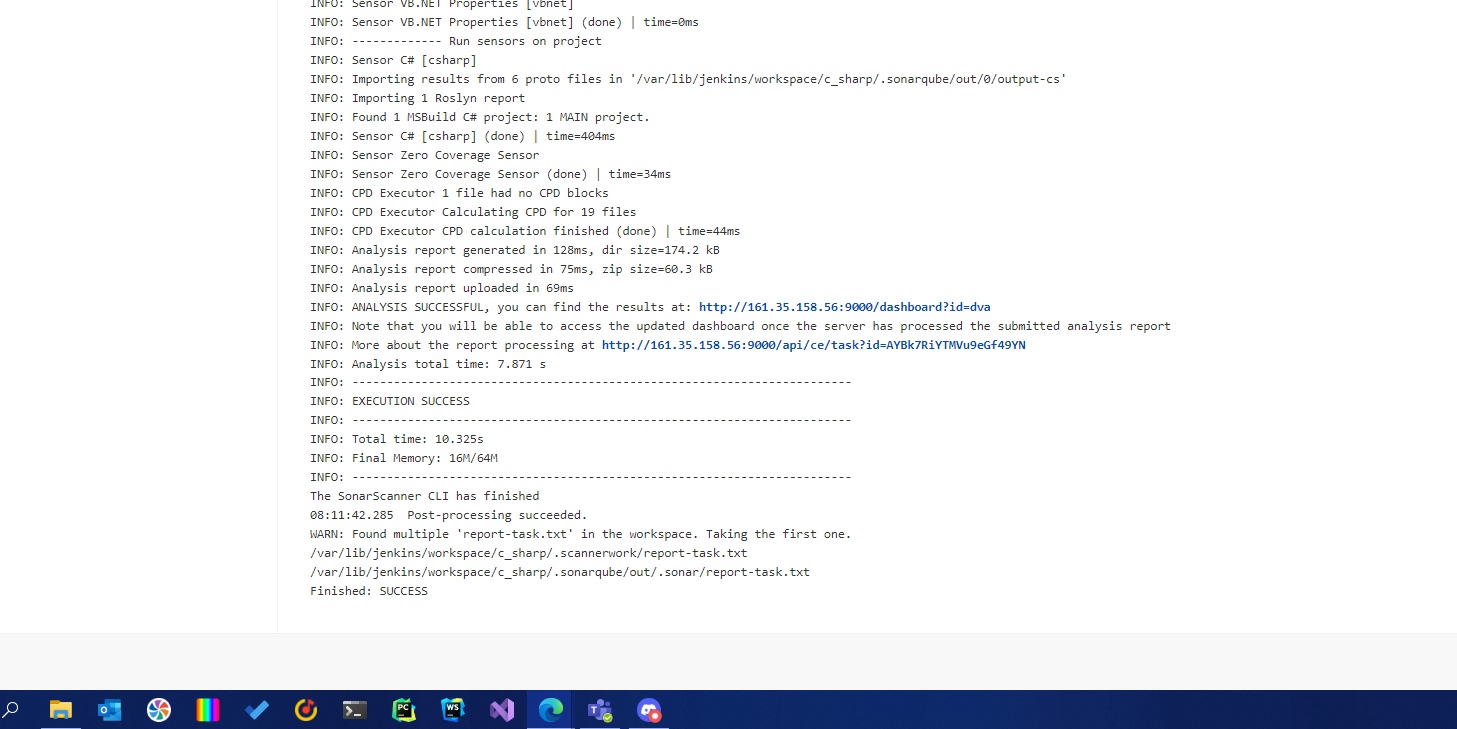 INFO: Sensor VB.NET Properties [vbnet]
INFO: Sensor VB.NET Properties [vbnet] (done) | time=0ms
INFO: ------------- Run sensors on project
INFO: Sensor C# [csharp]
INFO: Importing results from 6 proto files in '/var/lib/jenkins/workspace/c_sharp/.sonarqube/out/0/output-cs'
INFO: Importing 1 Roslyn report
INFO: Found 1 MSBuild C# project: 1 MAIN project.
INFO: Sensor C# [csharp] (done) | time=404ms
INFO: Sensor Zero Coverage Sensor
INFO: Sensor Zero Coverage Sensor (done) | time=34ms
INFO: CPD Executor 1 file had no CPD blocks
INFO: CPD Executor Calculating CPD for 19 files
INFO: CPD Executor CPD calculation finished (done) | time=44ms
INFO: Analysis report generated in 128ms, dir size=174.2 kB
INFO: Analysis report compressed in 75ms, zip size=60.3 kB
INFO: Analysis report uploaded in 69ms
INFO: ANALYSIS SUCCESSFUL, you can find the results at: http://161.35.158.56:9000/dashboard?id=dva
INFO: Note that you will be able to access the updated dashboard once the server has processed the submitted analysis report
INFO: More about the report processing at http://161.35.158.56:9000/api/ce/task?id=AYBk7RiYTMVu9eGf49YN
INFO: Analysis total time: 7.871 s
INFO: ------------------------------------------------------------------------
INFO: EXECUTION SUCCESS
INFO: ------------------------------------------------------------------------
INFO: Total time: 10.325s
INFO: Final Memory: 16M/64M
INFO: ------------------------------------------------------------------------
The SonarScanner CLI has finished
08:11:42.285  Post-processing succeeded.
WARN: Found multiple 'report-task.txt' in the workspace. Taking the first one.
/var/lib/jenkins/workspace/c_sharp/.scannerwork/report-task.txt
/var/lib/jenkins/workspace/c_sharp/.sonarqube/out/.sonar/report-task.txt
Finished: SUCCESS
PC
WS